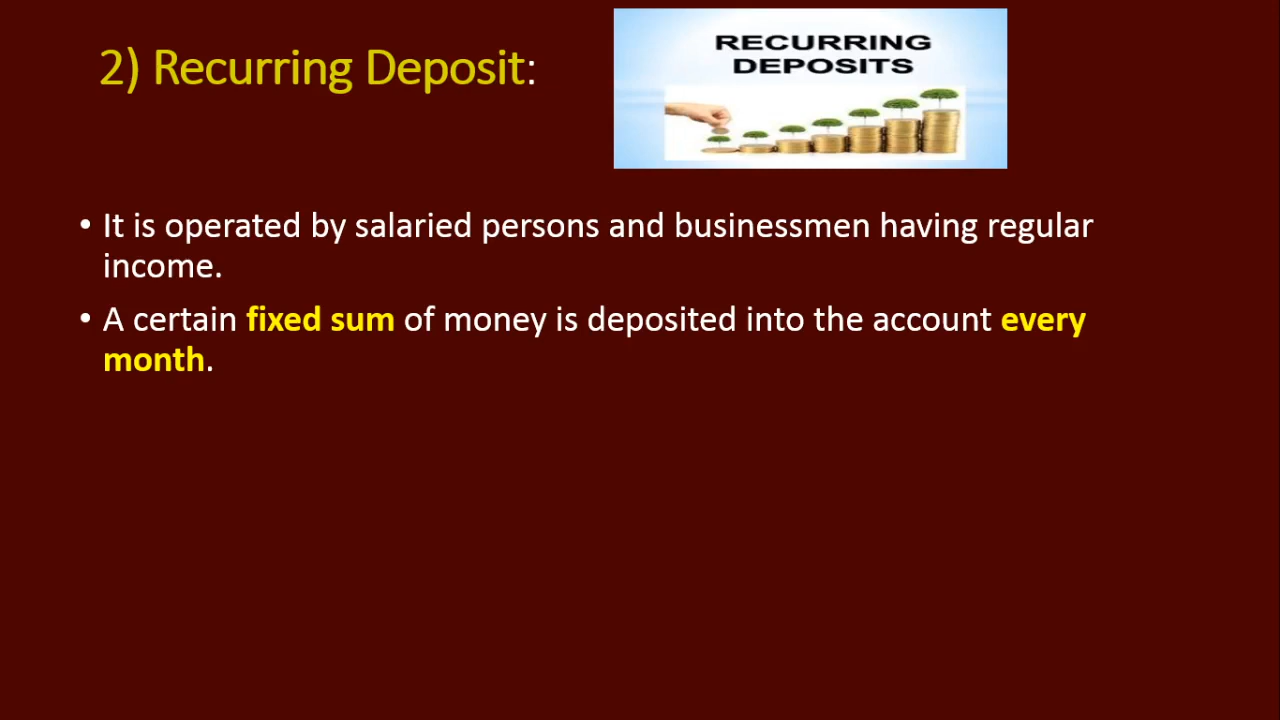 2) Recurring Deposit:
RECURRING
DEPOSITS
• It is operated by salaried persons and businessmen having regular
income.
• A certain fixed sum of money is deposited into the account every
month.